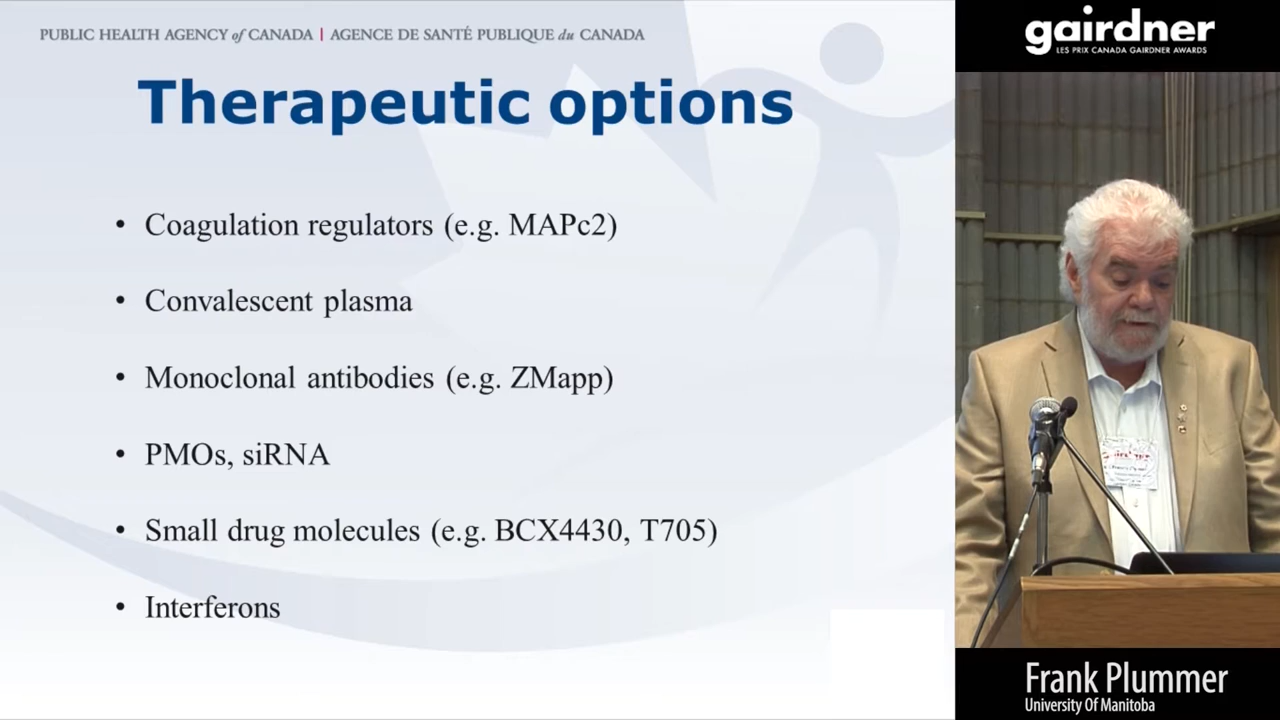 PUBLIC HEALTH AGENCY of CANADA | AGENCE DE SANTÉ PUBLIQUE du CANADA
Therapeutic options
• Coagulation regulators (e.g. MAPc2)
• Convalescent plasma
• Monoclonal antibodies (e.g. ZMapp)
• PMOs, siRNA
• Small drug molecules (e.g. BCX4430, T705)
• Interferons
gairdner
LES PRIX CANADA GAIRDNER AWARDS
Frank Plummer
University Of Manitoba